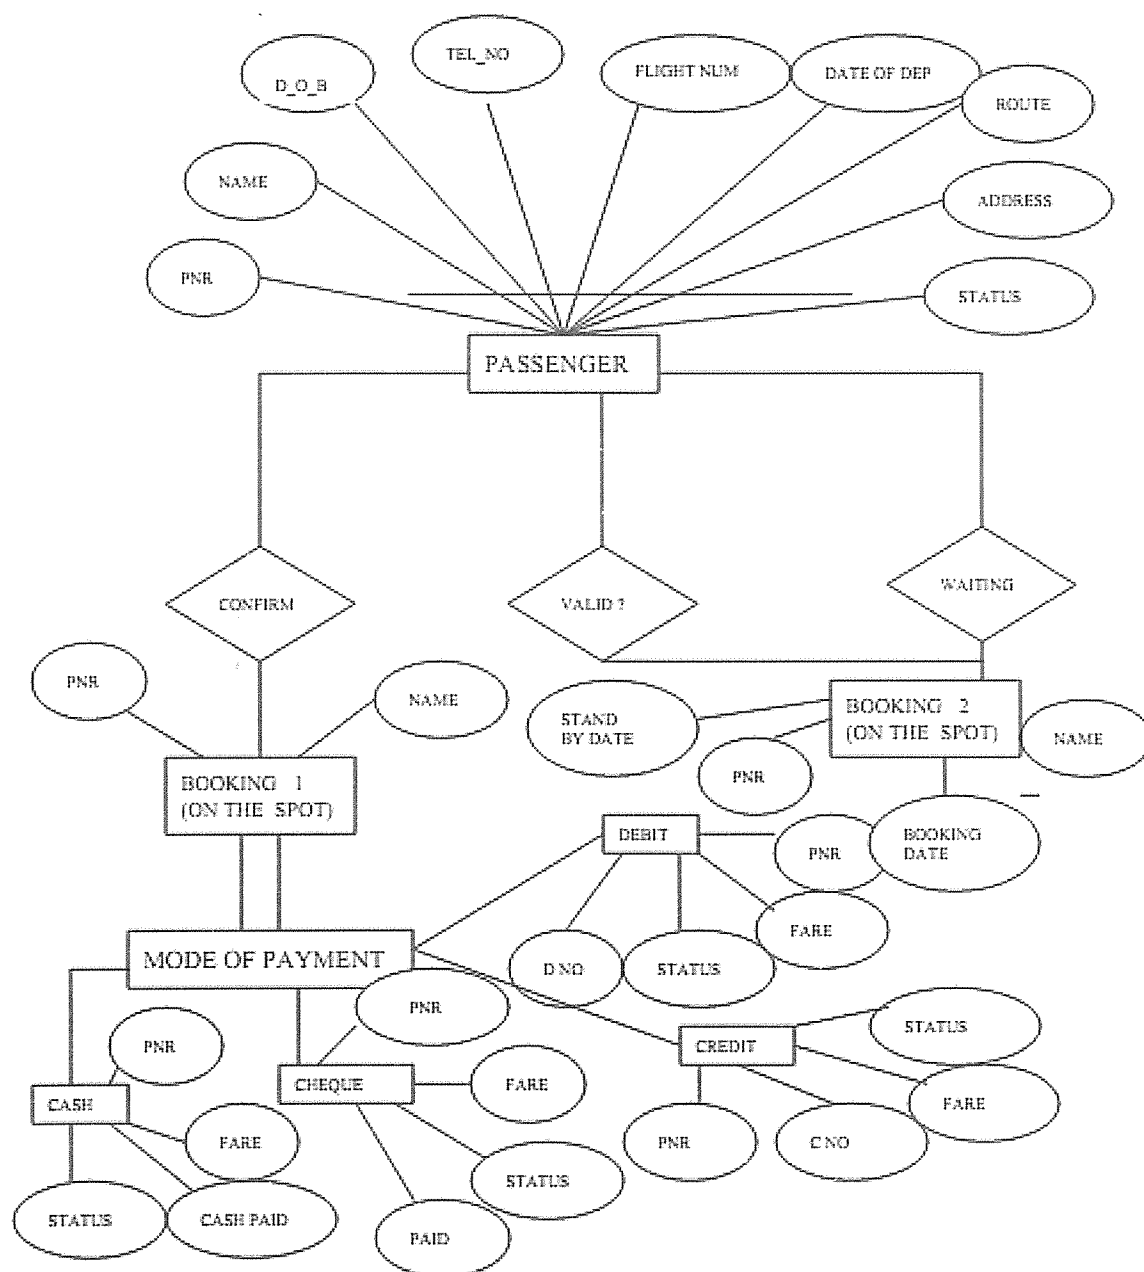 TEL_NO
FLIGHT NUM
DATE OF DEP
D_O_B
ROUTE
NAME
ADDRESS
PNR
STATUS
PASSENGER
CONFIRM
VALID ?
WAITING
PNR
NAME
STAND
BY DATE
BOOKING 2
(ON THE SPOT)
NAME
PNR
BOOKING 1
(ON THE SPOT)
DEBIT
PNR
BOOKING
DATE
FARE
MODE OF PAYMENT
D NO
STATUS
PNR
STATUS
PNR
CREDIT
CASH
CHEQUE
FARE
FARE
FARE
PNR
C NO
STATUS
STATUS
CASH PAID
PAID